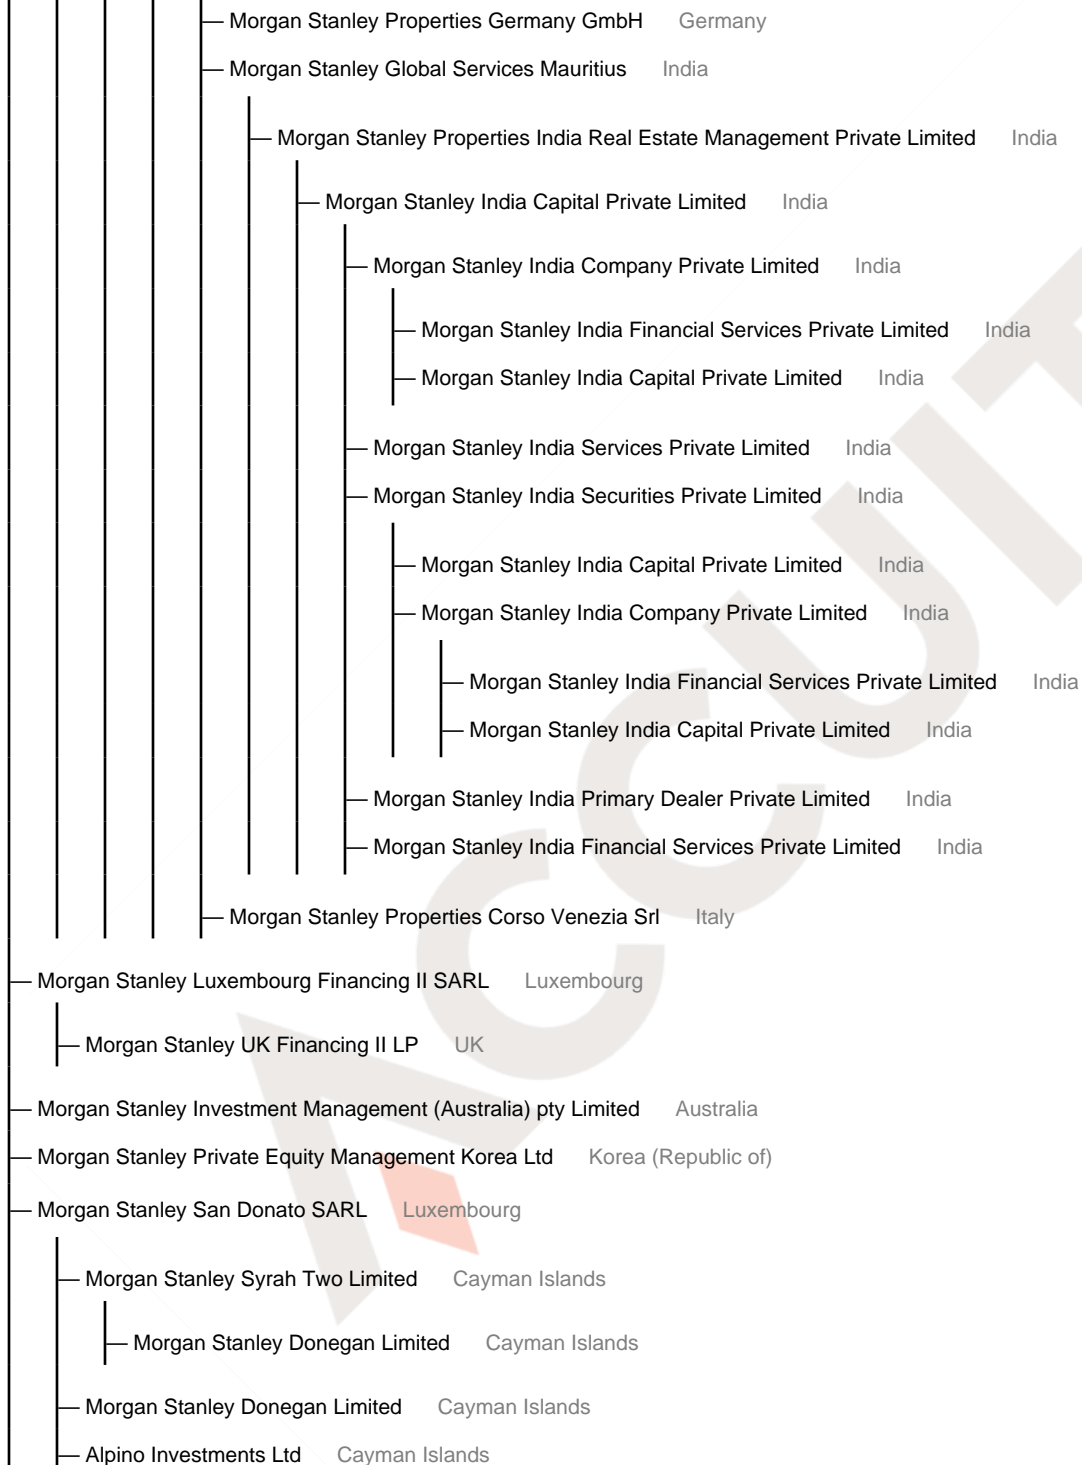 Morgan Stanley Properties Germany GmbH Germany
Morgan Stanley Global Services Mauritius India
Morgan Stanley Properties India Real Estate Management Private Limited India
Morgan Stanley India Capital Private Limited India
Morgan Stanley India Company Private Limited India
Morgan Stanley India Financial Services Private Limited India
Morgan Stanley India Capital Private Limited India
Morgan Stanley India Services Private Limited India
Morgan Stanley India Securities Private Limited India
Morgan Stanley India Capital Private Limited India
Morgan Stanley India Company Private Limited India
Morgan Stanley India Financial Services Private Limited India
Morgan Stanley India Capital Private Limited India
Morgan Stanley India Primary Dealer Private Limited India
Morgan Stanley India Financial Services Private Limited India
Morgan Stanley Properties Corso Venezia Srl Italy
Morgan Stanley Luxembourg Financing II SARL Luxembourg
Morgan Stanley UK Financing II LP UK
Morgan Stanley Investment Management (Australia) pty Limited Australia
Morgan Stanley Private Equity Management Korea Ltd Korea (Republic of)
Morgan Stanley San Donato SARL Luxembourg
Morgan Stanley Syrah Two Limited Cayman Islands
Morgan Stanley Donegan Limited Cayman Islands
Morgan Stanley Donegan Limited Cayman Islands
Alpino Investments Ltd Cayman Islands
ACCUIT